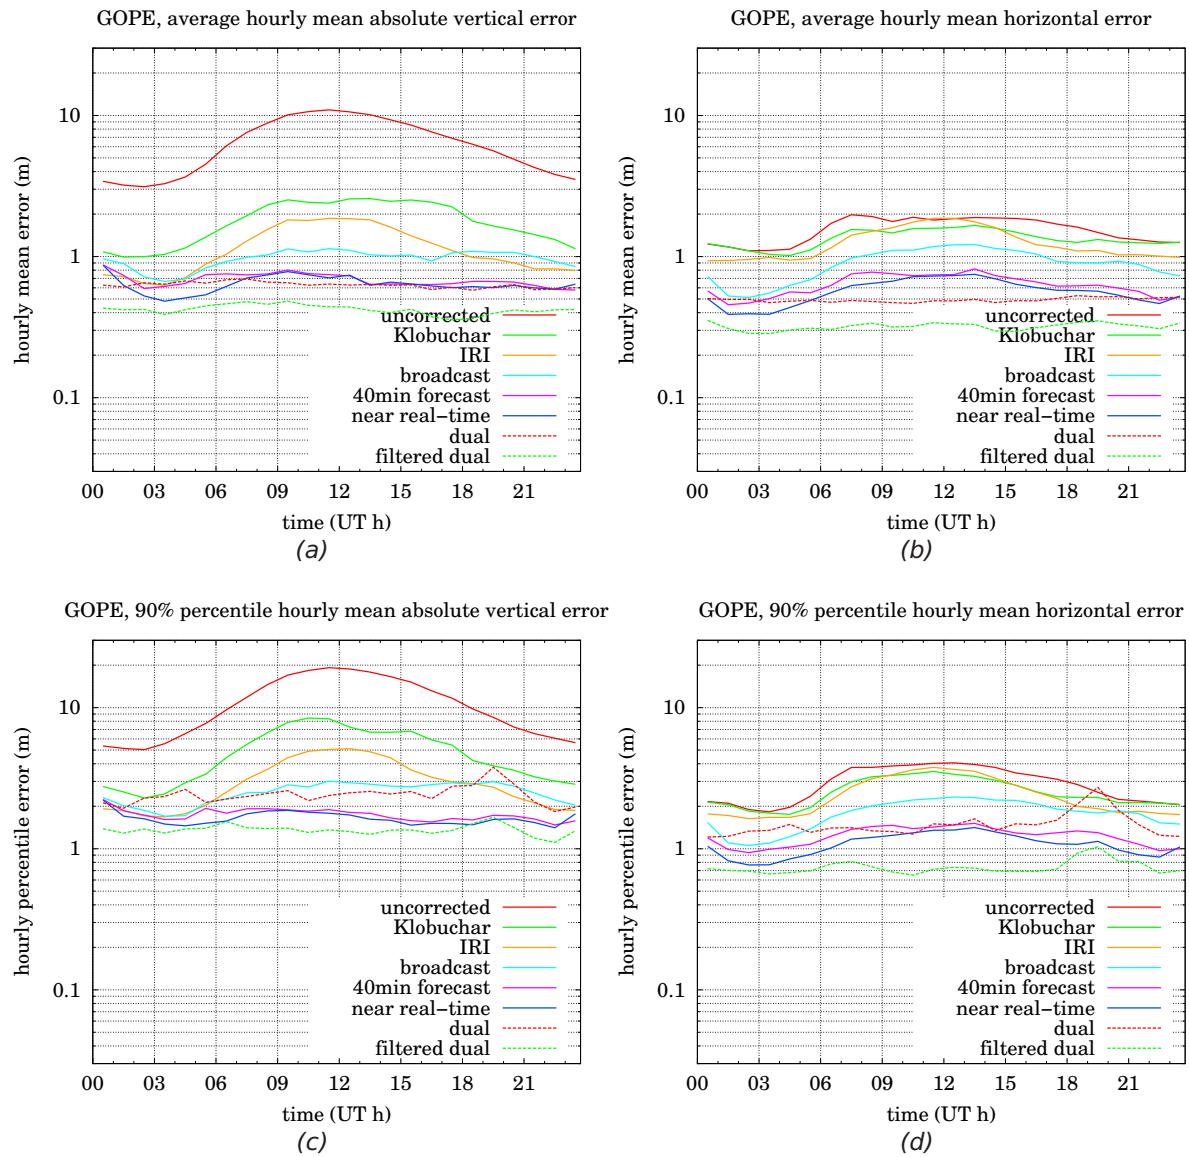 GOPE, average hourly mean absolute vertical error
hourly mean error (m)
10
1
0.1
uncorrected
Klobuchar
IRI
broadcast
40min forecast
near real−time
dual
filtered dual
00 03 06 09 12 15 18 21
time (UT h)
(a)
GOPE, average hourly mean horizontal error
hourly mean error (m)
10
1
0.1
uncorrected
Klobuchar
IRI
broadcast
40min forecast
near real−time
dual
filtered dual
00 03 06 09 12 15 18 21
time (UT h)
(b)
GOPE, 90% percentile hourly mean absolute vertical error
hourly percentile error (m)
10
1
0.1
uncorrected
Klobuchar
IRI
broadcast
40min forecast
near real−time
dual
filtered dual
00 03 06 09 12 15 18 21
time (UT h)
(c)
GOPE, 90% percentile hourly mean horizontal error
hourly percentile error (m)
10
1
0.1
uncorrected
Klobuchar
IRI
broadcast
40min forecast
near real−time
dual
filtered dual
00 03 06 09 12 15 18 21
time (UT h)
(d)